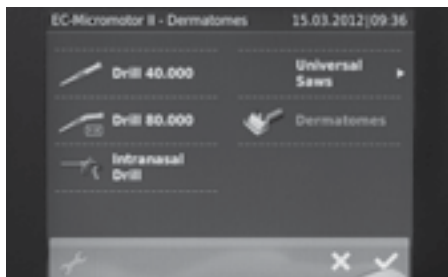 EC-Micromotor II - Dermatomes 15.03.2012|09:36
Drill 40.000
Universal
Saws
Drill 80.000
Dermatomes
Intranasal
Drill